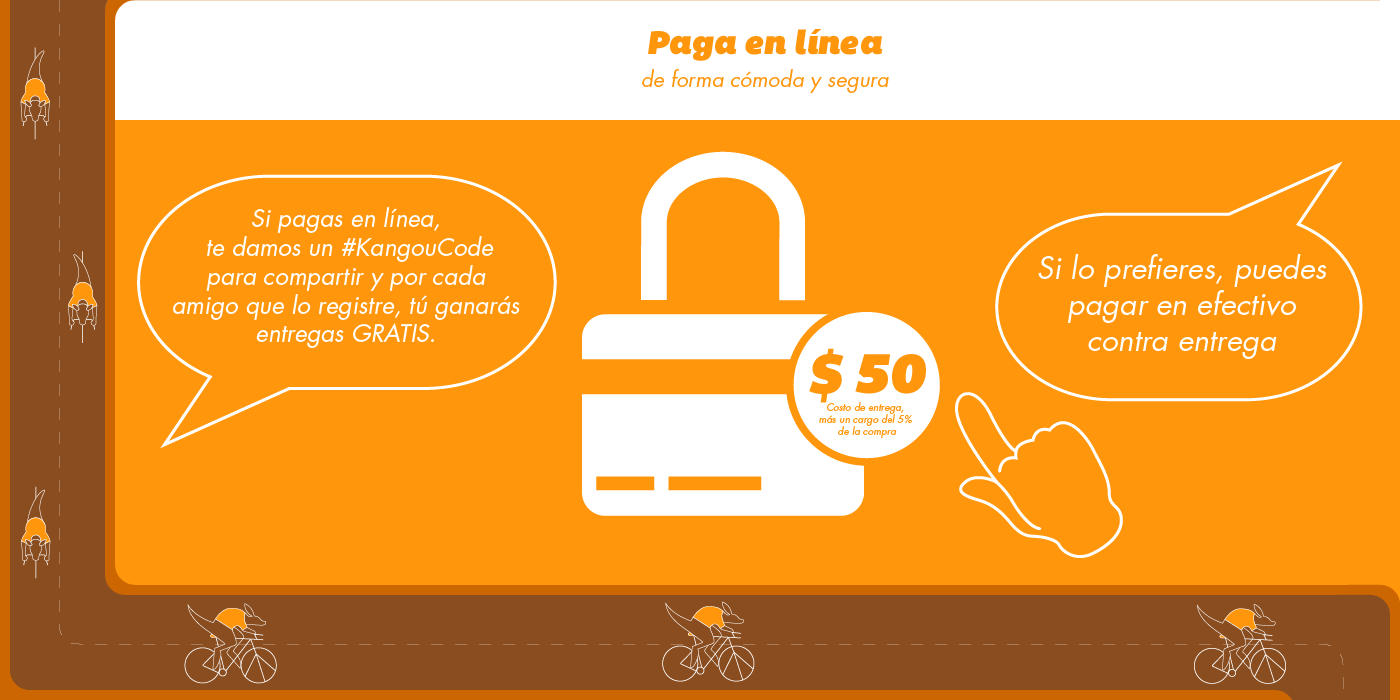 Paga en línea
de forma cómoda y segura
Si pagas en línea,
te damos un #KangouCode
para compartir y por cada
amigo que lo registre, tú ganarás
entregas GRATIS.
$ 50
Costo de entrega,
más un cargo del 5%
de la compra
Si lo prefieres, puedes
pagar en efectivo
contra entrega